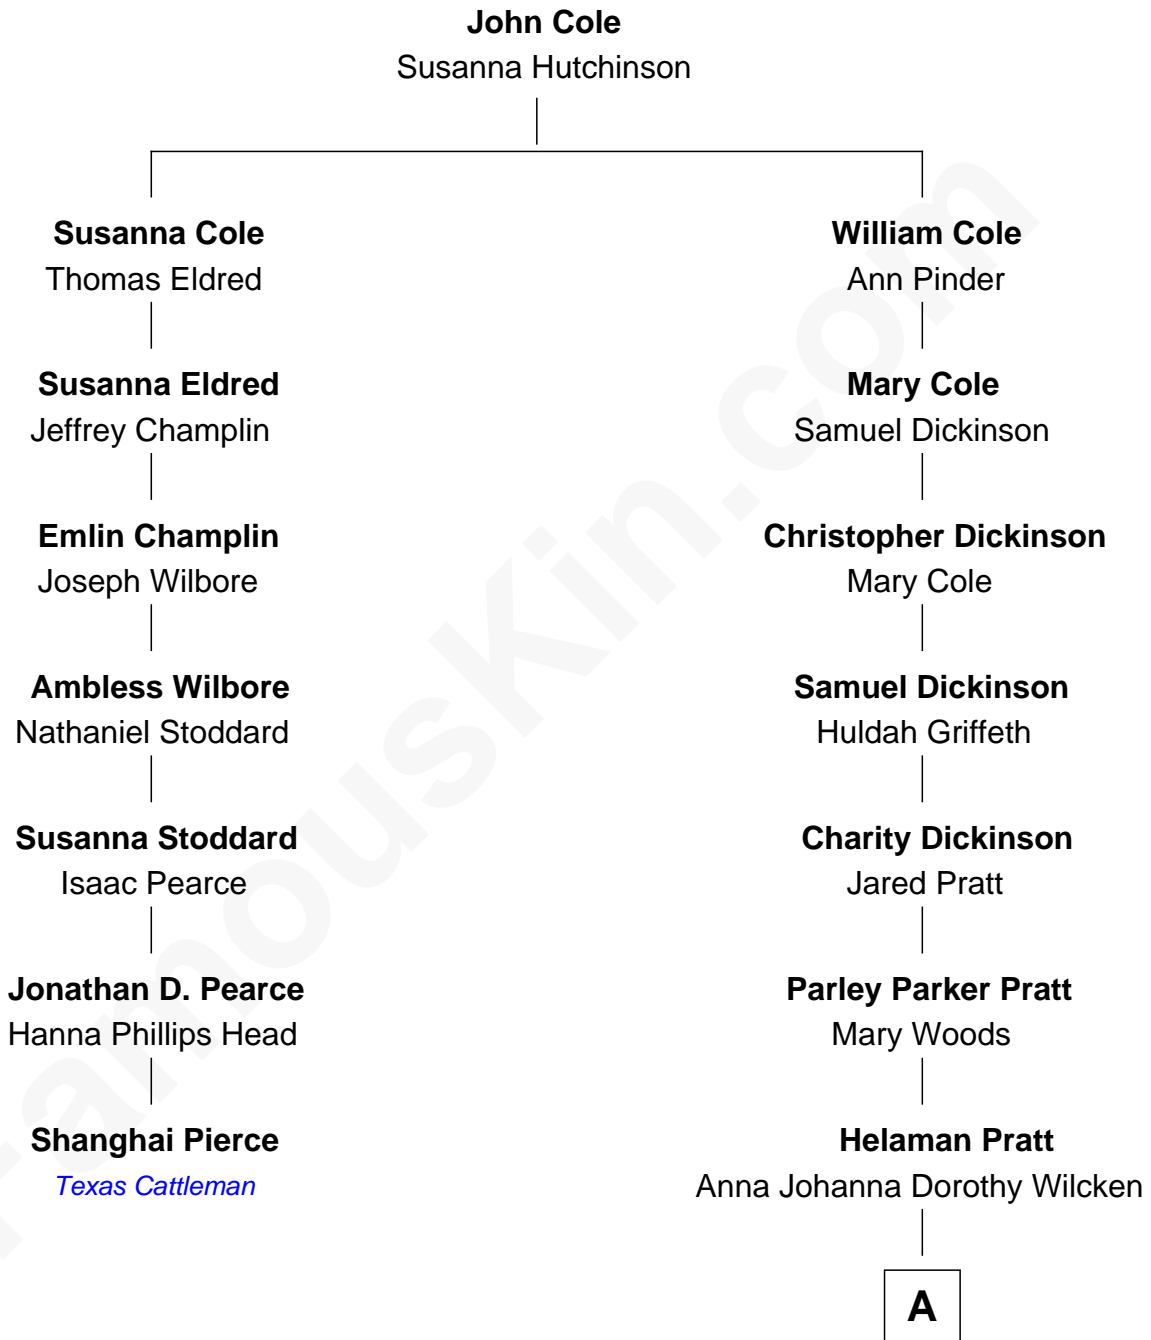 John Cole
Susanna Hutchinson
Susanna Cole
Thomas Eldred
William Cole
Ann Pinder
Susanna Eldred
Jeffrey Champlin
Mary Cole
Samuel Dickinson
Emlin Champlin
Joseph Wilbore
Christopher Dickinson
Mary Cole
Ambless Wilbore
Nathaniel Stoddard
Samuel Dickinson
Huldah Griffeth
Susanna Stoddard
Isaac Pearce
Charity Dickinson
Jared Pratt
Jonathan D. Pearce
Hanna Phillips Head
Parley Parker Pratt
Mary Woods
Shanghai Pierce
Texas Cattleman
Helaman Pratt
Anna Johanna Dorothy Wilcken
A
FamousKin.com